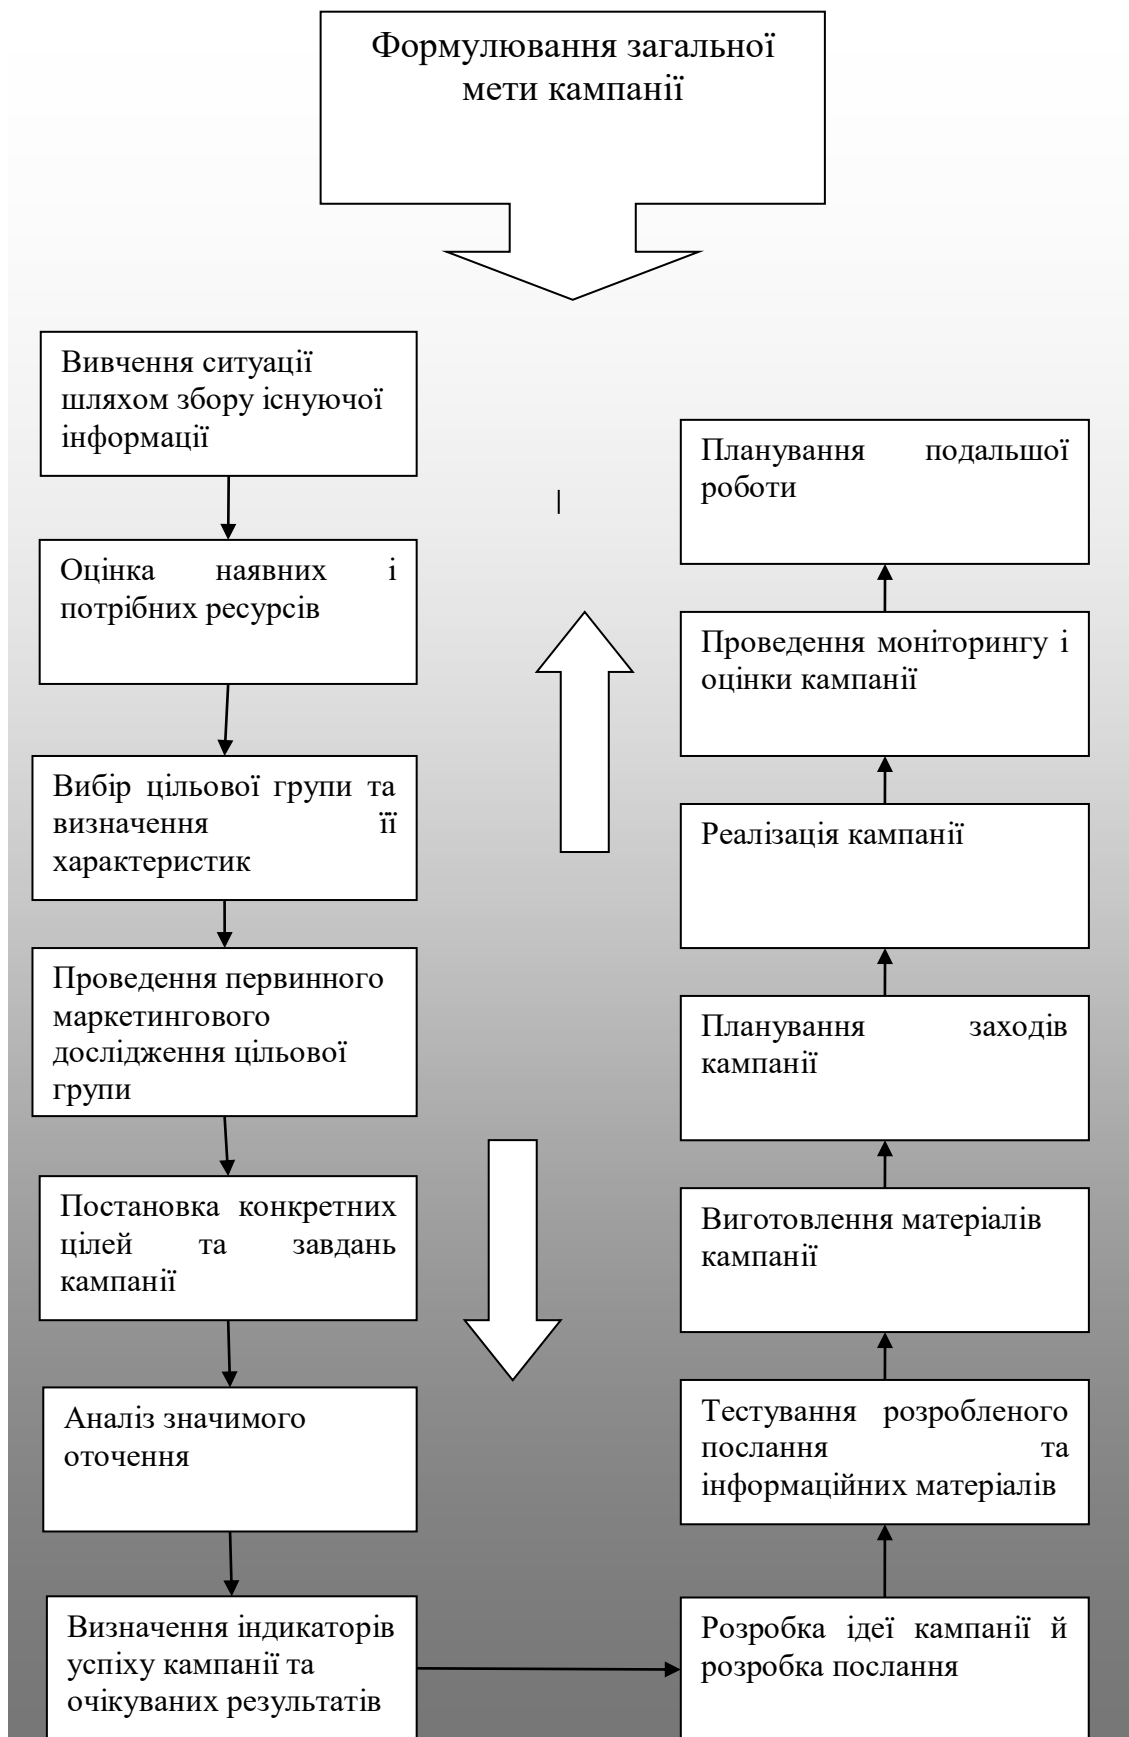 Формулювання загальної
мети кампанії
Вивчення ситуації
шляхом збору існуючої
інформації
Оцінка наявних і
потрібних ресурсів
Вибір цільової групи та
визначення її
характеристик
Проведення первинного
маркетингового
дослідження цільової
групи
Постановка конкретних
цілей та завдань
кампанії
Аналіз значимого
оточення
Визначення індикаторів
успіху кампанії та
очікуваних результатів
Розробка ідеї кампанії й
розробка послання
Тестування розробленого
послання та
інформаційних матеріалів
Виготовлення матеріалів
кампанії
Планування заходів
кампанії
Реалізація кампанії
Проведення моніторингу і
оцінки кампанії
Планування подальшої
роботи